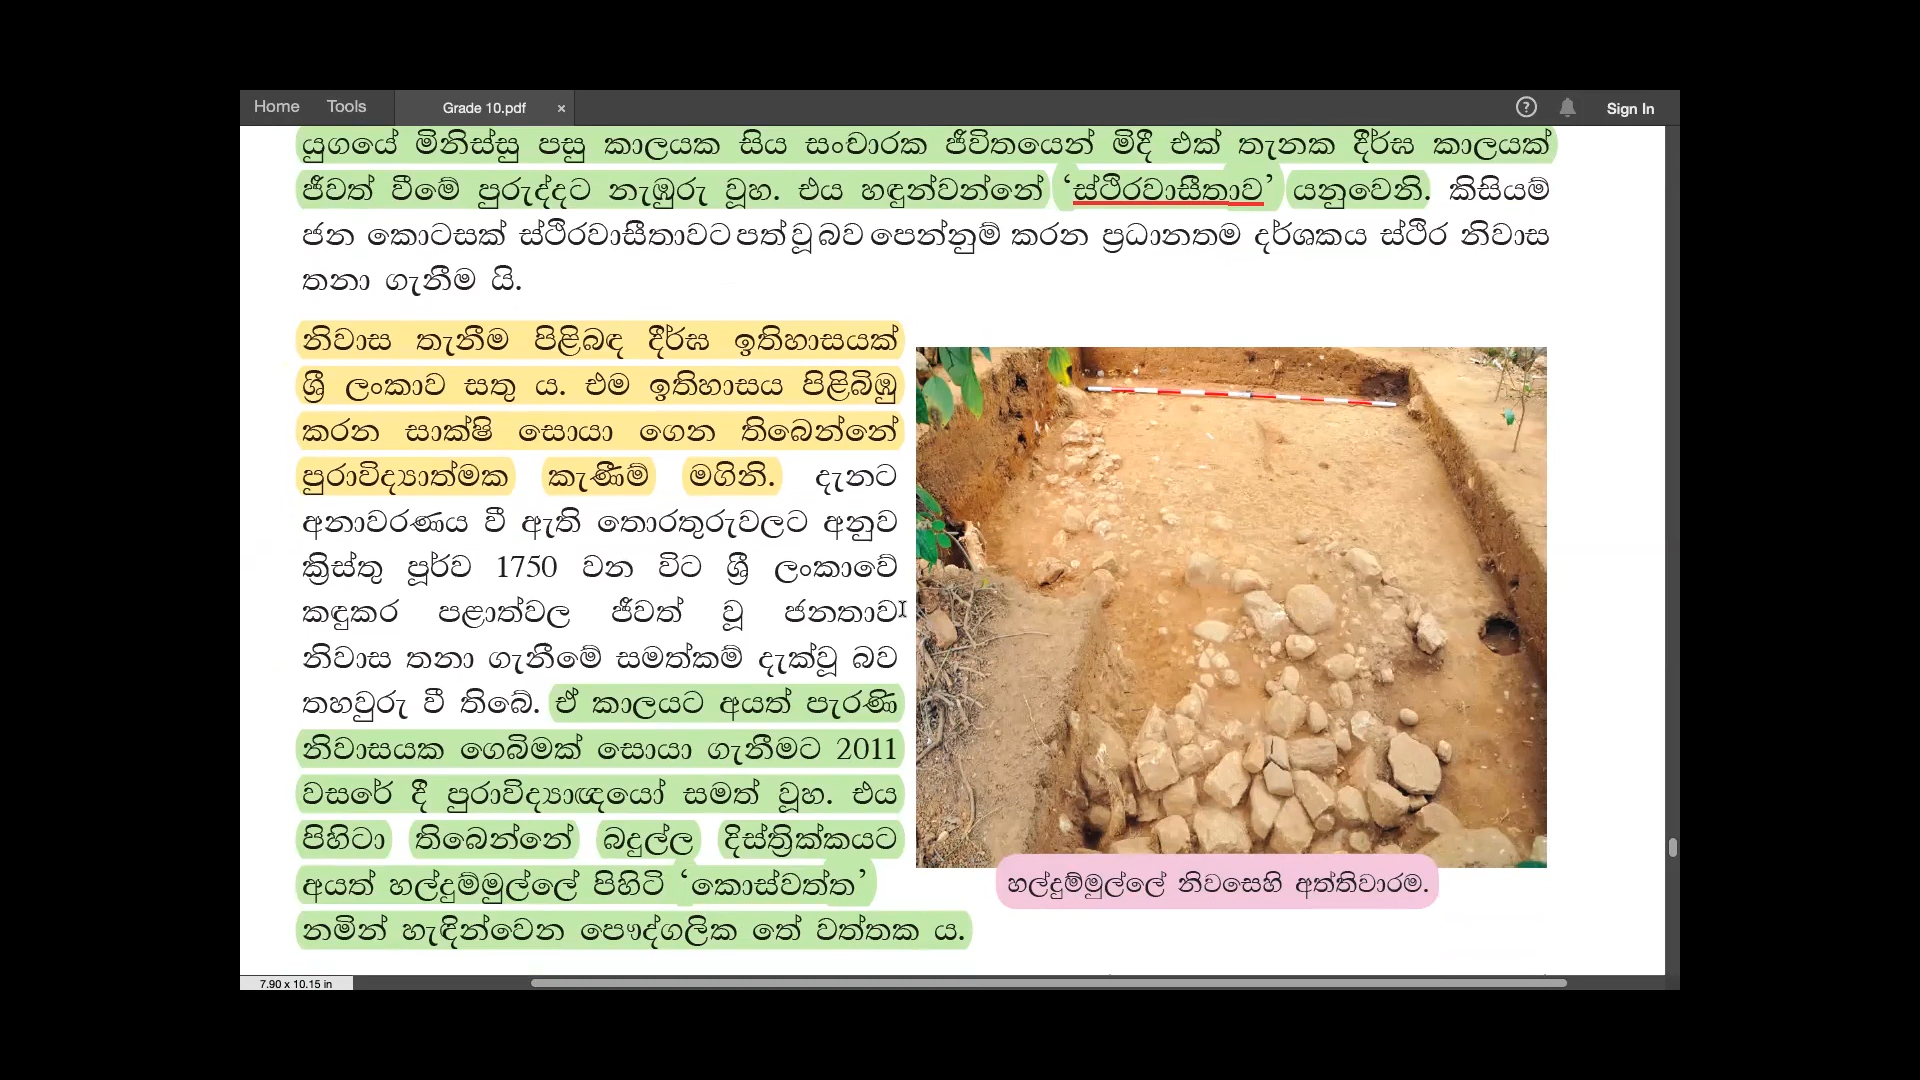 Home Tools Grade 10.pdf × ? Sign In
යුගයේ මිනිස්සු පසු කාලයක සිය සංචාරක ජීවිතයෙන් මිදී එක් තැනක දීර්ඝ කාලයක්
ජීවත් වීමේ පුරුද්දට නැඹුරු වූහ. එය හඳුන්වන්නේ ‘ස්ථිරවාසීතාව’ යනුවෙනි. කිසියම්
ජන කොටසක් ස්ථිරවාසීතාවට පත් වූ බව පෙන්නුම් කරන ප්‍රධානතම දර්ශකය ස්ථිර නිවාස
තනා ගැනීම යි.
නිවාස තැනීම පිළිබඳ දීර්ඝ ඉතිහාසයක්
ශ්‍රී ලංකාව සතු ය. එම ඉතිහාසය පිළිබිඹු
කරන සාක්ෂි සොයා ගෙන තිබෙන්නේ
පුරාවිද්‍යාත්මක කැණීම් මගිනි. දැනට
අනාවරණය වී ඇති තොරතුරුවලට අනුව
ක්‍රිස්තු පූර්ව 1750 වන විට ශ්‍රී ලංකාවේ
කඳුකර පළාත්වල ජීවත් වූ ජනතාව
නිවාස තනා ගැනීමේ සමත්කම් දැක්වූ බව
තහවුරු වී තිබේ. ඒ කාලයට අයත් පැරණි
නිවාසයක ගෙබිමක් සොයා ගැනීමට 2011
වසරේ දී පුරාවිද්‍යාඥයෝ සමත් වූහ. එය
පිහිටා තිබෙන්නේ බදුල්ල දිස්ත්‍රික්කයට
අයත් හල්දුම්මුල්ලේ පිහිටි ‘කොස්වත්ත’
නමින් හැඳින්වෙන පෞද්ගලික තේ වත්තක ය.
හල්දුම්මුල්ලේ නිවසෙහි අත්තිවාරම.
7.90 x 10.15 in